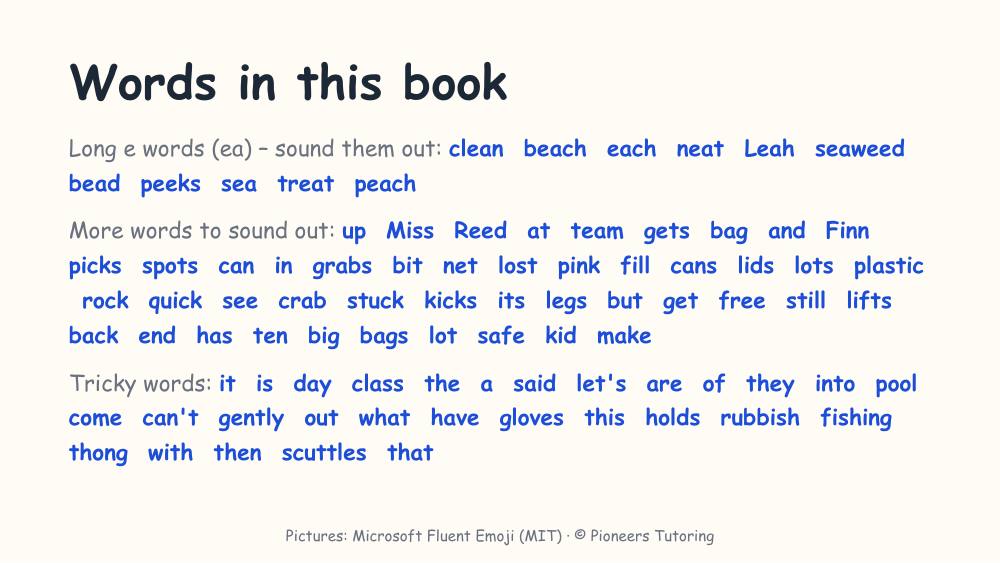 Words in this book
Long e words (ea) – sound them out: clean beach each neat Leah seaweed
bead peeks sea treat peach
More words to sound out: up Miss Reed at team gets bag and Finn
picks spots can in grabs bit net lost pink fill cans lids lots plastic
rock quick see crab stuck kicks its legs but get free still lifts
back end has ten big bags lot safe kid make
Tricky words: it is day class the a said let's are of they into pool
come can't gently out what have gloves this holds rubbish fishing
thong with then scuttles that
Pictures: Microsoft Fluent Emoji (MIT) · © Pioneers Tutoring